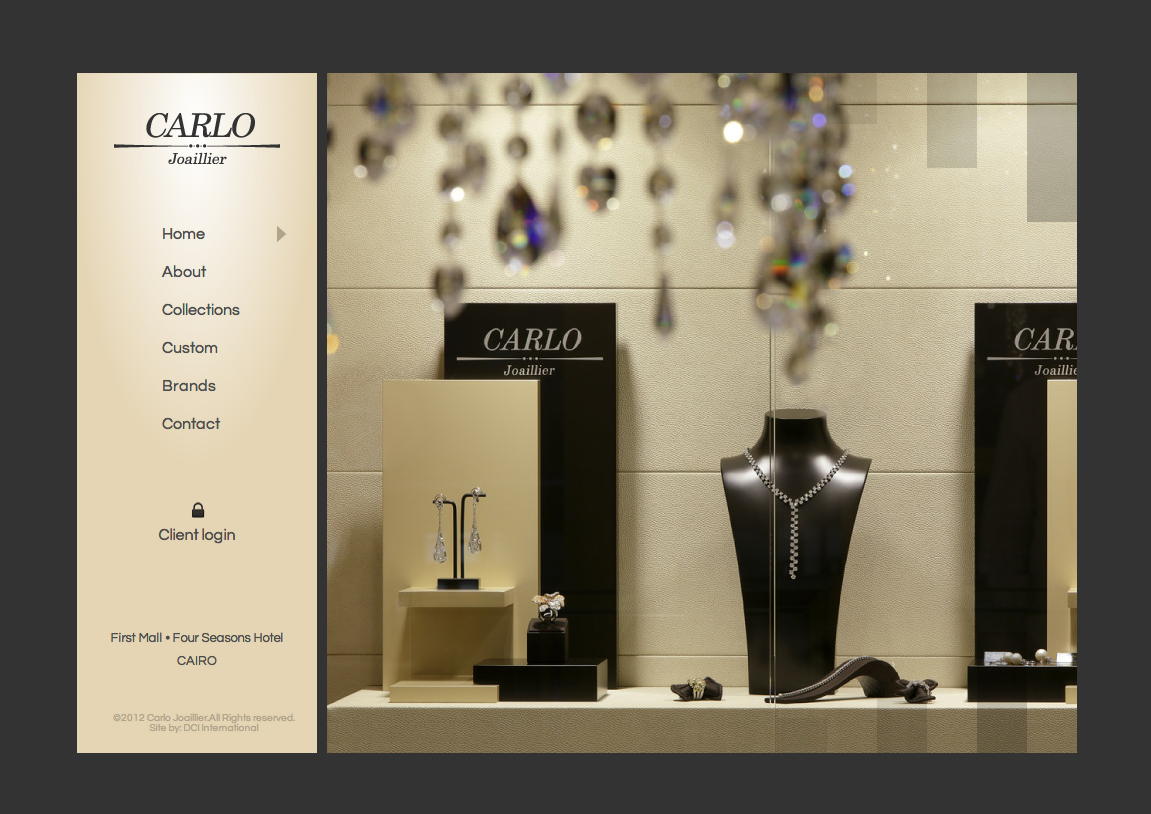 CARLO
Joaillier
Home
About
Collections
Custom
Brands
Contact
Client login
First Mall • Four Seasons Hotel
CAIRO
©2012 Carlo Joaillier.All Rights reserved.
Site by: DCI International
CARLO
Joaillier
CAR
Joaillie